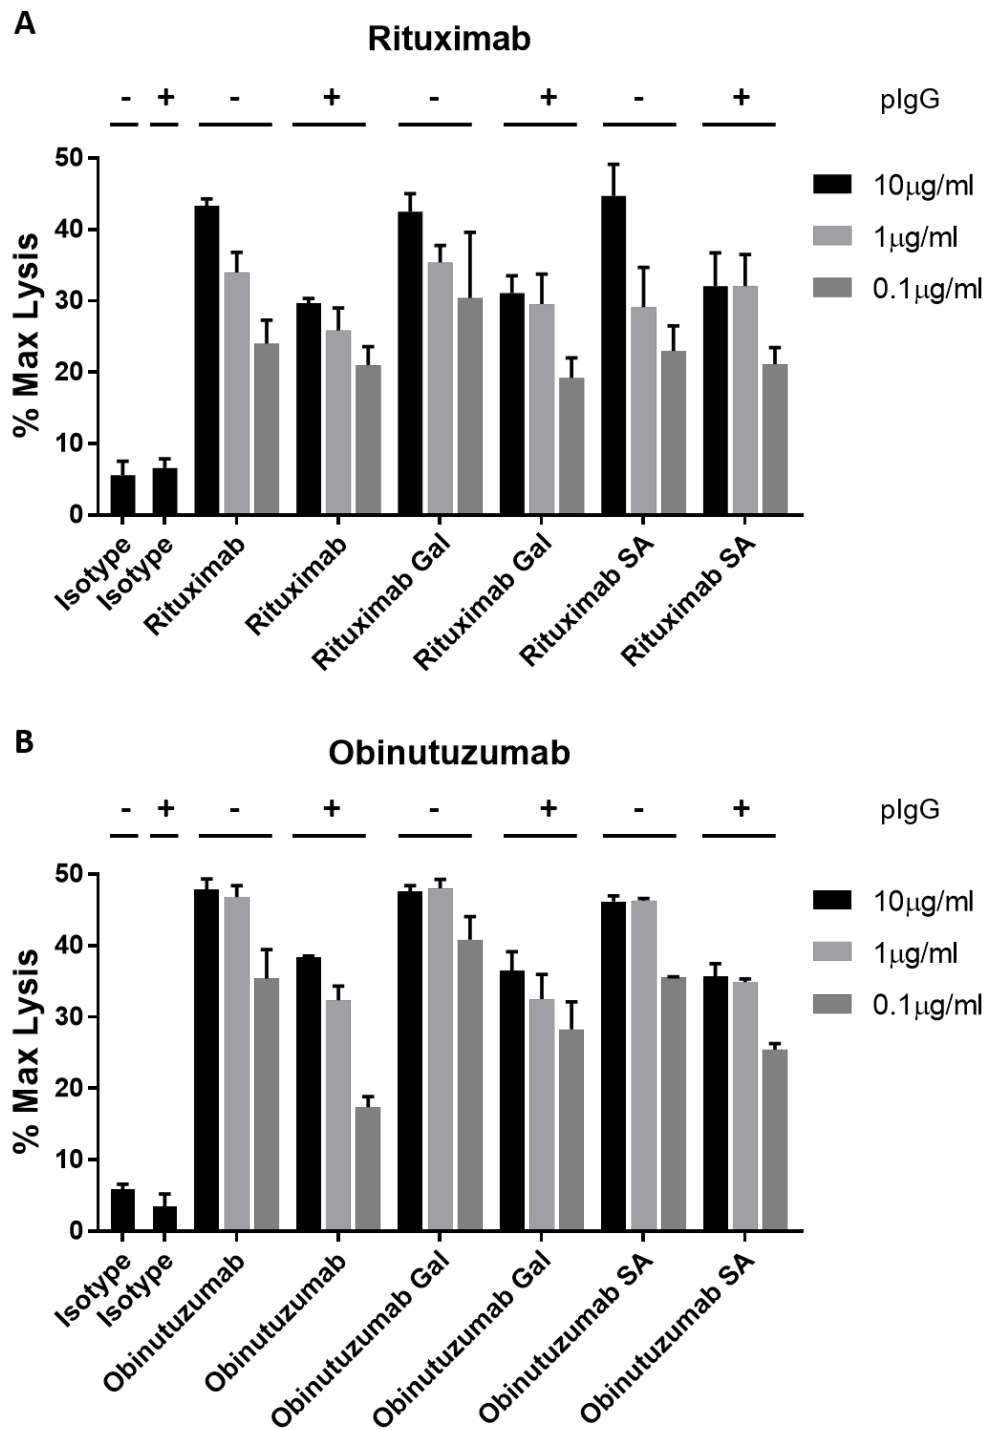 A
Rituximab
- + - + - + - + pIgG
10µg/ml
1µg/ml
0.1µg/ml
% Max Lysis
50
40
30
20
10
0
Isotype
Isotype
Rituximab
Rituximab
Rituximab Gal
Rituximab Gal
Rituximab SA
Rituximab SA
B
Obinutuzumab
- + - + - + - + pIgG
10µg/ml
1µg/ml
0.1µg/ml
% Max Lysis
50
40
30
20
10
0
Isotype
Isotype
Obinutuzumab
Obinutuzumab
Obinutuzumab Gal
Obinutuzumab Gal
Obinutuzumab SA
Obinutuzumab SA